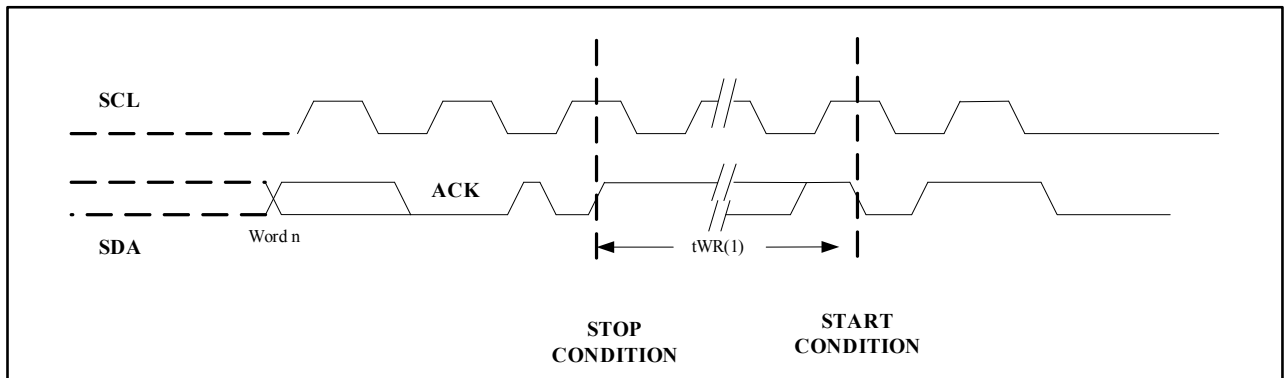 SCL
ACK
Word n
SDA
tWR(1)
STOP
CONDITION
START
CONDITION